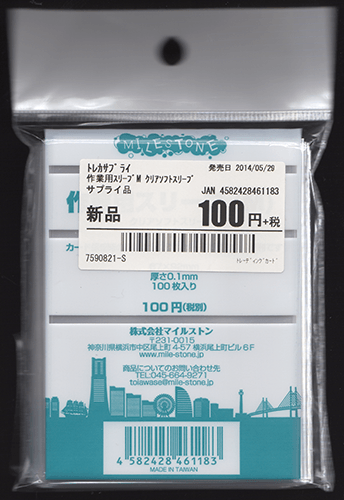 MILESTONE
トレカサプライ 発売日 2014/05/29
作業用スリーブM クリアソフトスリーブ
サプライ品 JAN 4582428461183
新品 100円+税
7590821-S トレーディングカード
厚さ0.1mm
100枚入り
100円(税別)
株式会社マイルストン
〒231-0015
神奈川県横浜市中区尾上町 4-57 横浜尾上町ビル 6F
www.mile-stone.jp
商品についてのお問い合わせ先
TEL:045-664-9271
toiawase@mile-stone.jp
4 582428 461183
MADE IN TAIWAN